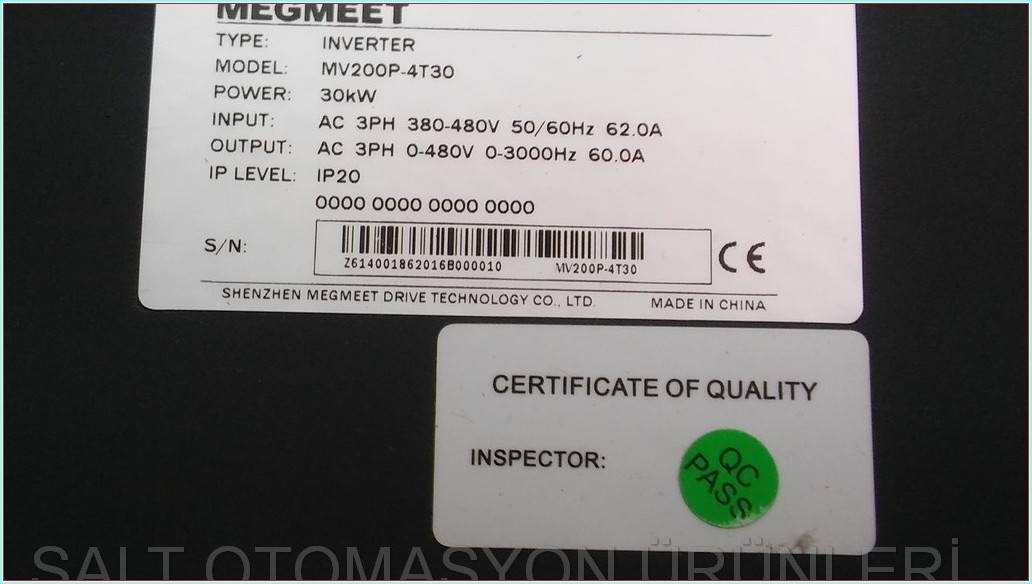 MEGMEET
TYPE: INVERTER
MODEL: MV200P-4T30
POWER: 30kW
INPUT: AC 3PH 380-480V 50/60Hz 62.0A
OUTPUT: AC 3PH 0-480V 0-3000Hz 60.0A
IP LEVEL: IP20
0000 0000 0000 0000
S/N:
Z614001862016B000010 MV200P-4T30
CE
SHENZHEN MEGMEET DRIVE TECHNOLOGY CO., LTD. MADE IN CHINA
CERTIFICATE OF QUALITY
INSPECTOR:
QC
PASS
SALT OTOMASYON ÜRÜNLERİ